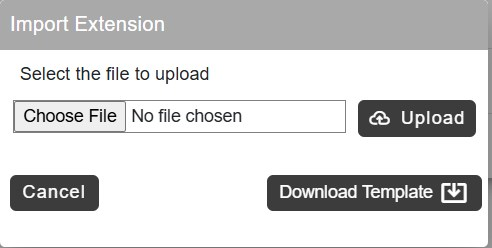 Import Extension
Select the file to upload
Choose File No file chosen Upload
Cancel Download Template